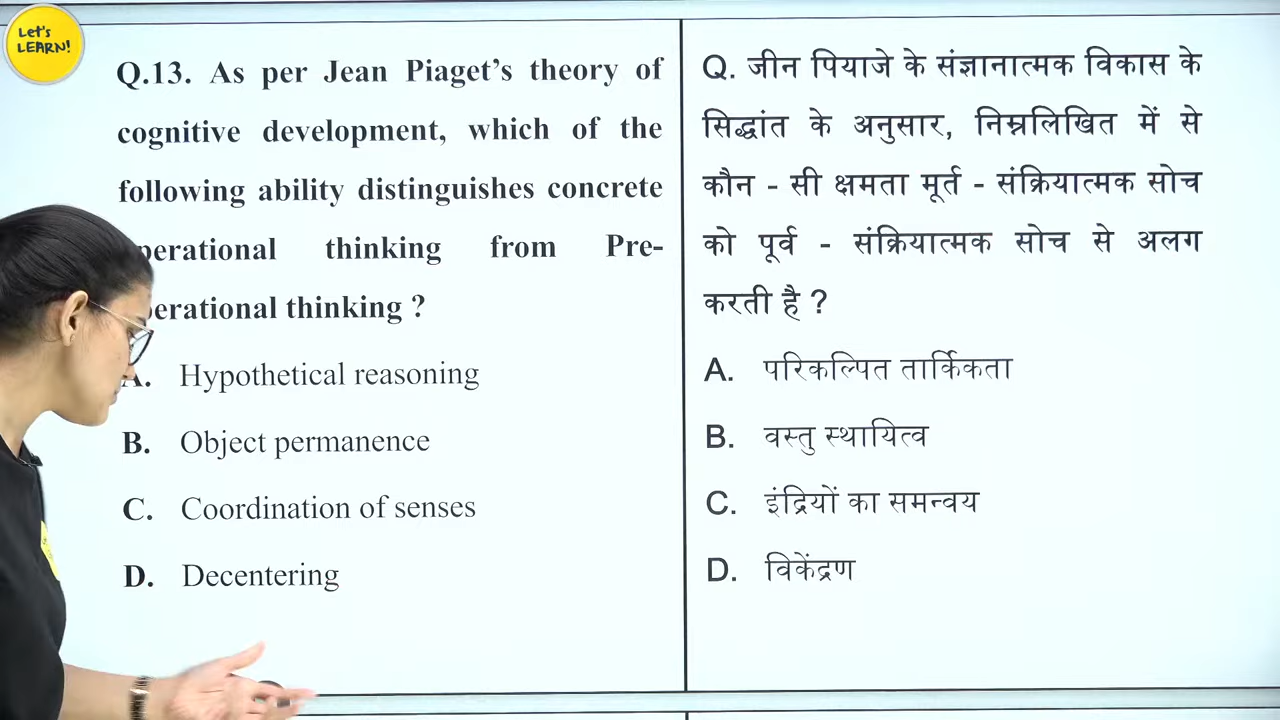 Let's
LEARN!
Q.13. As per Jean Piaget's theory of
cognitive development, which of the
following ability distinguishes concrete
perational thinking from Pre-
perational thinking ?
A. Hypothetical reasoning
B. Object permanence
C. Coordination of senses
D. Decentering
Q. जीन पियाजे के संज्ञानात्मक विकास के
सिद्धांत के अनुसार, निम्नलिखित में से
कौन - सी क्षमता मूर्त - संक्रियात्मक सोच
को पूर्व - संक्रियात्मक सोच से अलग
करती है ?
A. परिकल्पित तार्किकता
B. वस्तु स्थायित्व
C. इंद्रियों का समन्वय
D. विकेंद्रण